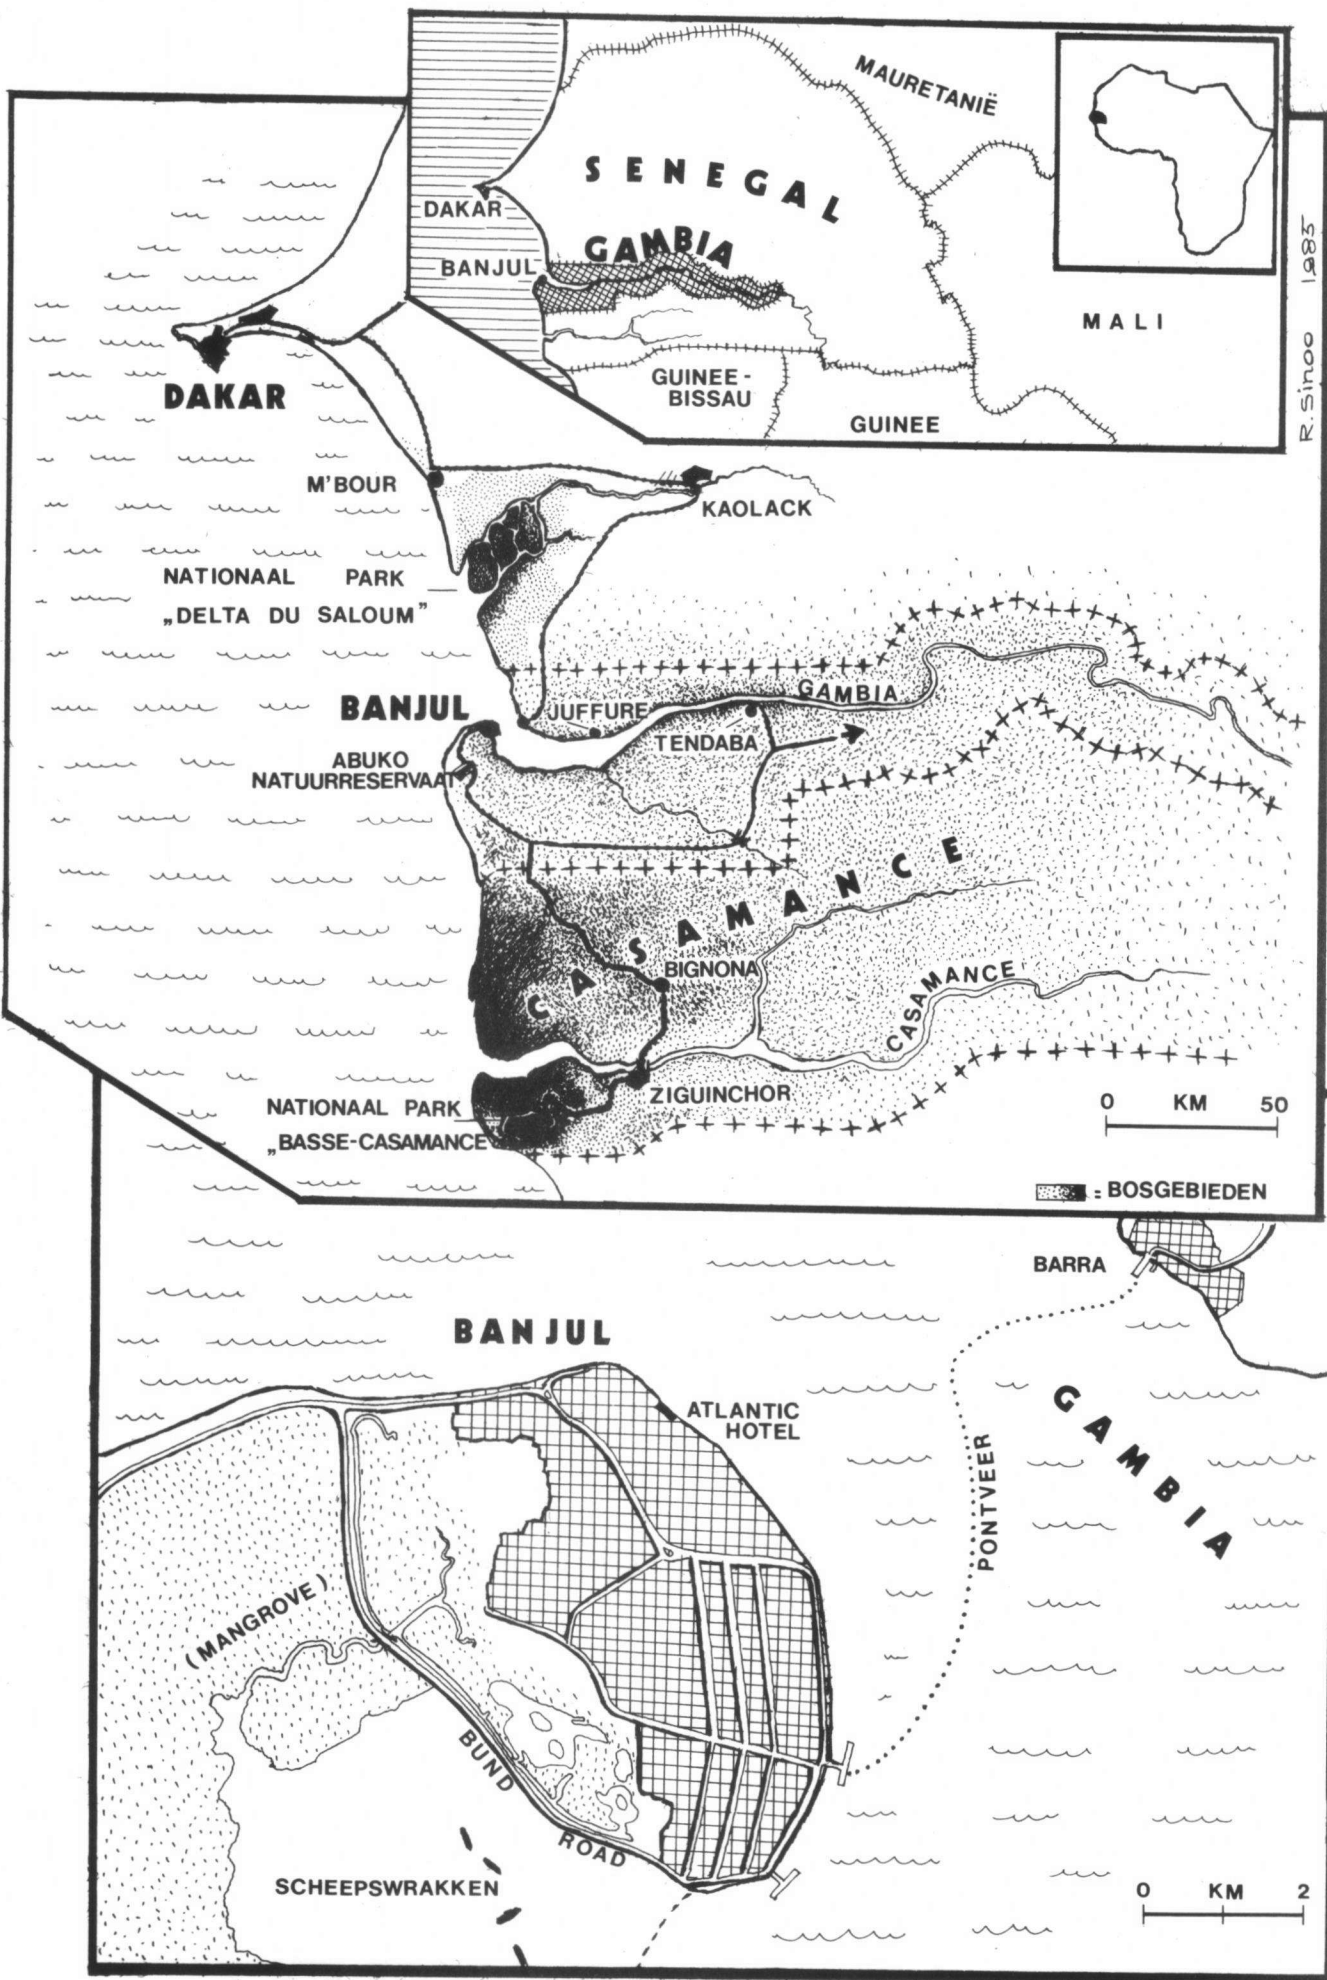 MAURETANIË
SENEGAL
DAKAR
GAMBIA
BANJUL
MALI
GUINEE-
BISSAU
GUINEE
R. Sinoo 1985
DAKAR
M'BOUR
KAOLACK
NATIONAAL PARK
„DELTA DU SALOUM”
GAMBIA
BANJUL
JUFFURE
TENDABA
ABUKO
NATUURRESERVAAT
CASAMANCE
BIGNONA
CASAMANCE
ZIGUINCHOR
NATIONAAL PARK
„BASSE-CASAMANCE”
0 KM 50
= BOSGEBIEDEN
BARRA
BANJUL
ATLANTIC
HOTEL
GAMBIA
PONTVEER
(MANGROVE)
BUND ROAD
SCHEEPSWRAKKEN
0 KM 2